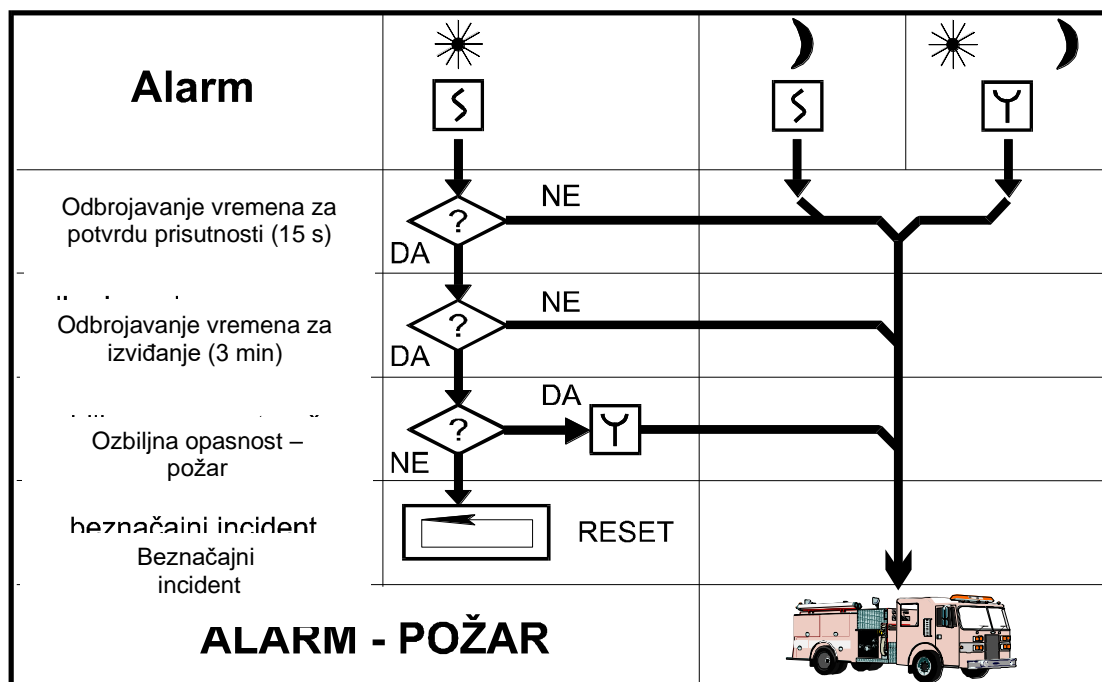 Alarm
Odbrojavanje vremena za
potvrdu prisutnosti (15 s)
?
NE
DA
Odbrojavanje vremena za
izviđanje (3 min)
?
NE
DA
Ozbiljna opasnost –
požar
?
DA
NE
beznačajni incident
Beznačajni
incident
RESET
ALARM - POŽAR